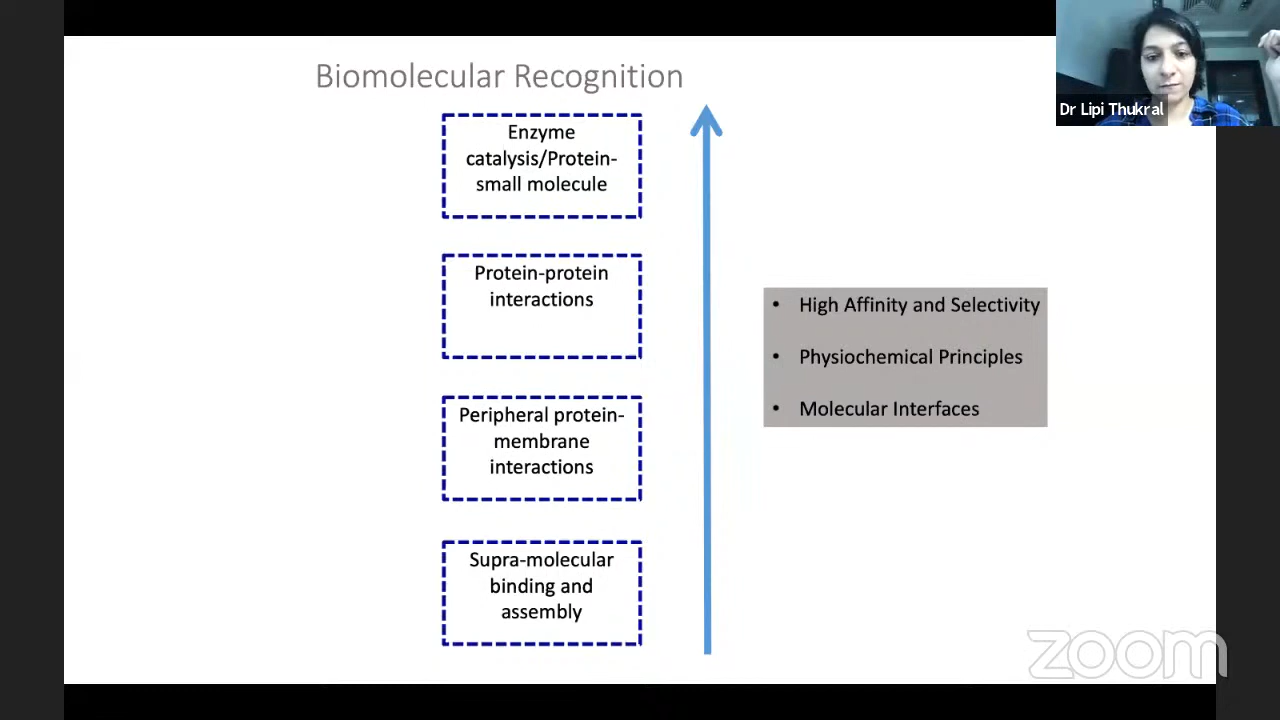 Biomolecular Recognition
Enzyme
catalysis/Protein-
small molecule
Protein-protein
interactions
Peripheral protein-
membrane
interactions
Supra-molecular
binding and
assembly
• High Affinity and Selectivity
• Physiochemical Principles
• Molecular Interfaces
Dr Lipi Thukral
zoom